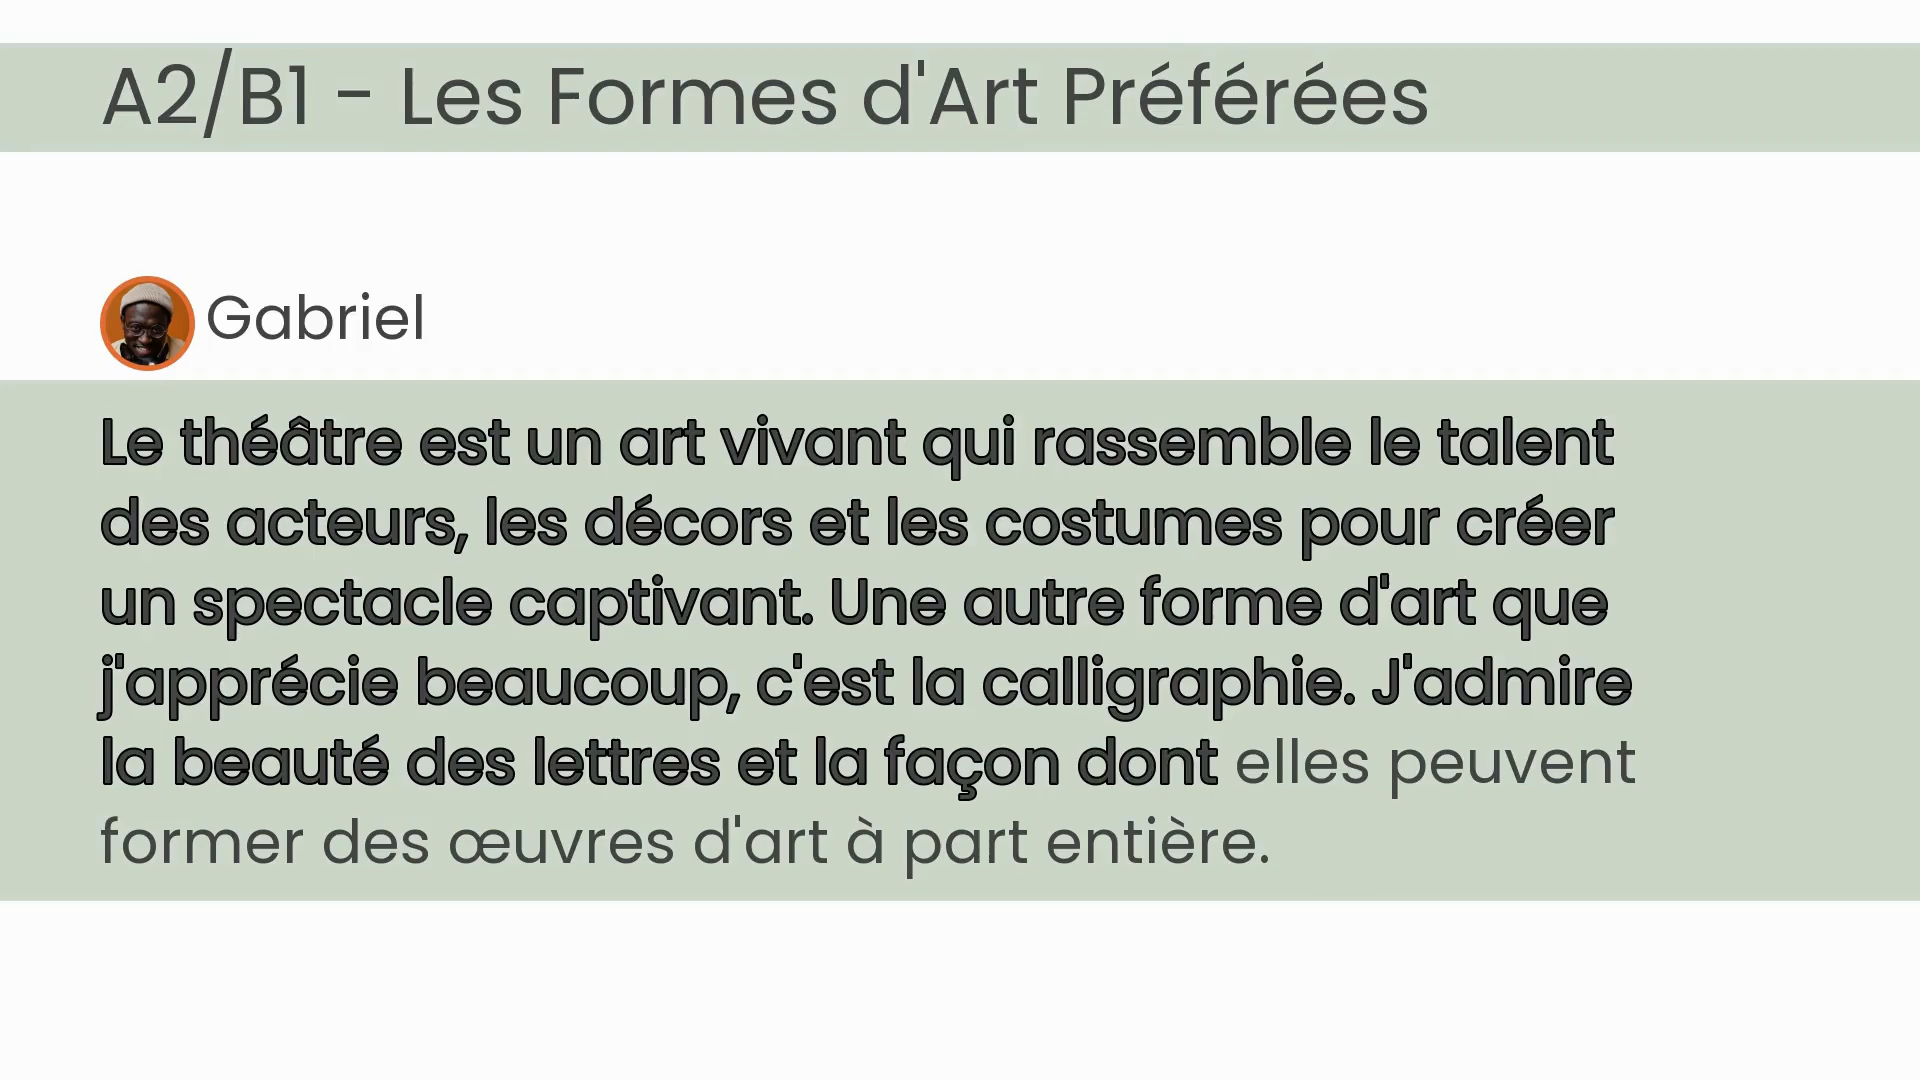 A2/B1 - Les Formes d'Art Préférées
Gabriel
Le théâtre est un art vivant qui rassemble le talent
des acteurs, les décors et les costumes pour créer
un spectacle captivant. Une autre forme d'art que
j'apprécie beaucoup, c'est la calligraphie. J'admire
la beauté des lettres et la façon dont elles peuvent
former des œuvres d'art à part entière.